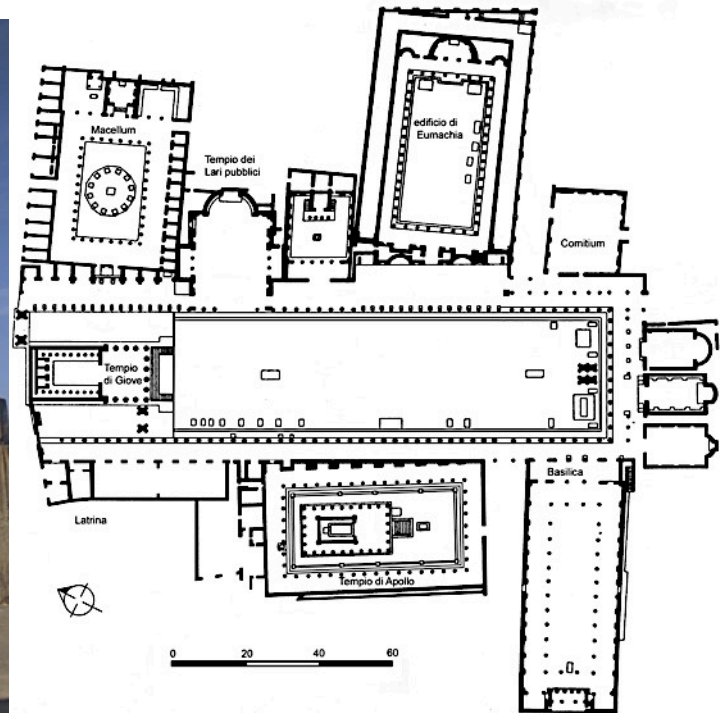 Macellum
Tempio dei
Lari pubblici
edificio di
Eumachia
Comitium
Tempio
di Giove
Basilica
Latrina
Tempio di Apollo
0 20 40 60